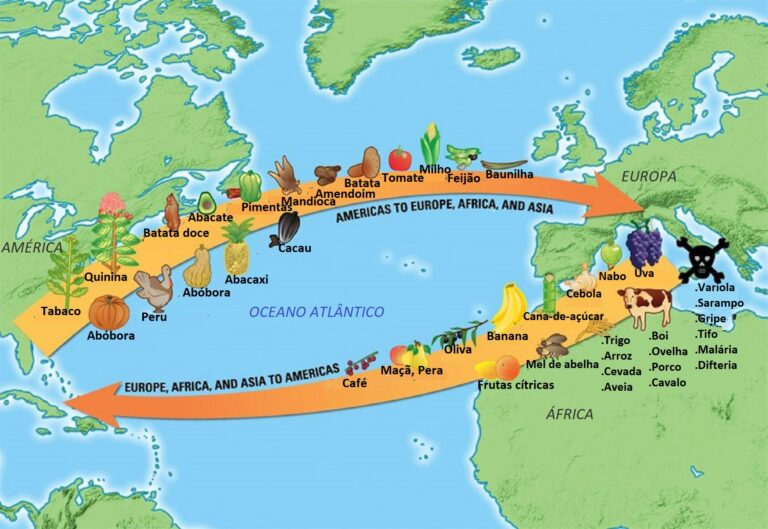 AMÉRICA
EUROPA
Tabaco
Quinina
Batata doce
Abacate
Pimentas
Mandioca
Amendoim
Batata
Tomate
Milho
Feijão
Baunilha
AMERICAS TO EUROPE, AFRICA, AND ASIA
Abóbora
Peru
Abóbora
Abacaxi
Cacau
OCEANO ATLÂNTICO
EUROPE, AFRICA, AND ASIA TO AMERICAS
Café
Maçã, Pera
Oliva
Banana
Frutas cítricas
Cana-de-açúcar
Mel de abelha
Cebola
Nabo
Uva
.Trigo
.Arroz
.Cevada
.Aveia
.Boi
.Ovelha
.Porco
.Cavalo
.Varíola
.Sarampo
.Gripe
.Tifo
.Malária
.Difteria
ÁFRICA